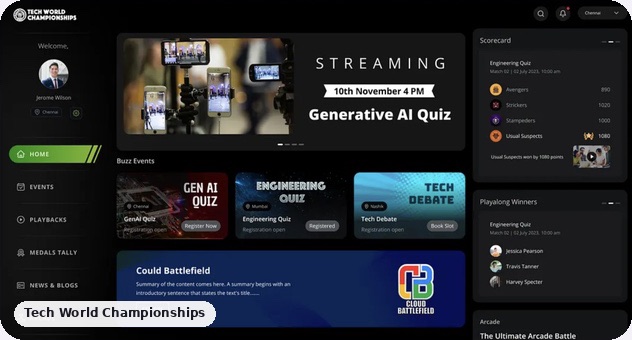 TECH WORLD
CHAMPIONSHIPS
Chennai
Welcome,
Jerome Wilson
Chennai
HOME
EVENTS
PLAYBACKS
MEDALS TALLY
NEWS & BLOGS
STREAMING
10th November 4 PM
Generative AI Quiz
Buzz Events
GEN AI
QUIZ
Chennai
GenAI Quiz
Registration open
Register Now
ENGINEERING
QUIZ
Mumbai
Engineering Quiz
Registration open
Registered
TECH
DEBATE
Nashik
Tech Debate
Registration open
Book Slot
Could Battlefield
Summary of the content comes here. A summary begins with an
introductory sentence that states the text's title......
CB
CLOUD
BATTLEFIELD
Scorecard
Engineering Quiz
March 02 | 02 July 2023, 10:00 am
Avengers 890
Strickers 1020
Stampeders 1000
Usual Suspects 1080
Usual Suspects won by 1080 points
Playalong Winners
Engineering Quiz
March 02 | 02 July 2023, 10:00 am
Jessica Pearson
Travis Tanner
Harvey Specter
Arcade
The Ultimate Arcade Battle
Tech World Championships